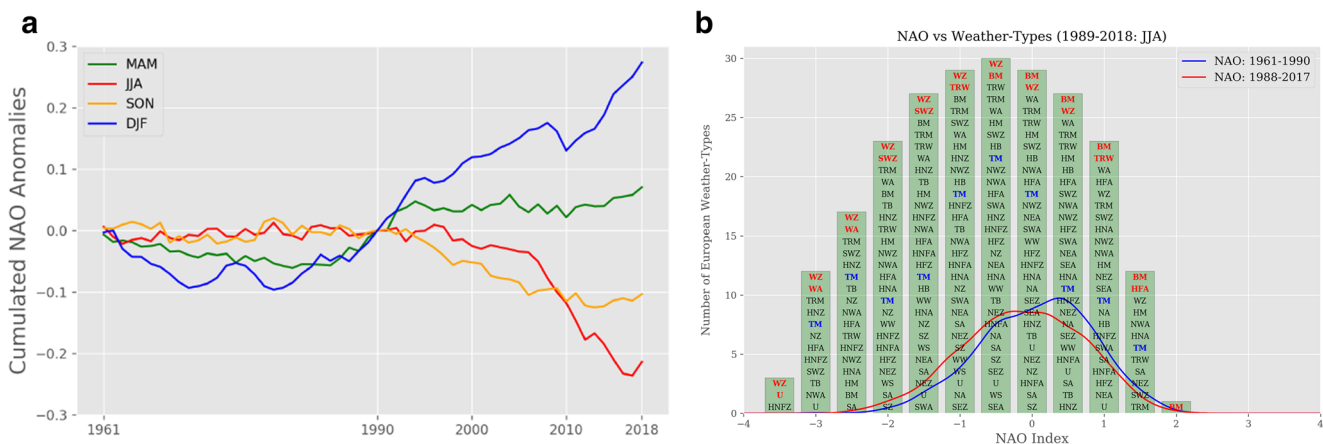 a
Cumulated NAO Anomalies
0.3
0.2
0.1
0.0
−0.1
−0.2
−0.3
MAM
JJA
SON
DJF
1961
1990
2000
2010
2018
b
NAO vs Weather-Types (1989-2018: JJA)
Number of European Weather-Types
30
25
20
15
10
5
0
NAO: 1961-1990
NAO: 1988-2017
WZ
U
HNFZ
WZ
WA
TRM
HNZ
TM
NZ
HFA
HNFZ
SWZ
TB
NWA
U
WZ
WA
TRM
SWZ
HNZ
TM
TB
NZ
NWA
HFA
TRW
HNFZ
NWZ
HNA
HM
BM
SA
WZ
SWZ
TRM
WA
BM
TB
HNZ
TRW
HM
NWZ
NWA
HFA
HNA
TM
NZ
WW
HNFA
HNFZ
HB
WS
NEZ
SA
SZ
WZ
SWZ
BM
TRM
TRW
WA
HNZ
TB
HM
NWZ
HNFZ
NWA
HFA
HFZ
HNFA
TM
HB
WW
HNA
NZ
SZ
WS
NEA
SA
NEZ
U
SWA
WZ
TRW
BM
TRM
SWZ
WA
HM
HNZ
NWZ
HB
TM
HNFZ
HFA
TB
NWA
HFZ
HNFA
HNA
NZ
SWA
NEA
SA
NEZ
SZ
WW
WS
U
NA
SEZ
WZ
BM
TRM
WA
TRW
HM
SWZ
HB
TM
NWA
NWZ
HNZ
HFA
TB
HNFZ
WW
HFZ
NEZ
HNA
NZ
WS
NEA
HNFA
NA
SA
SZ
SWA
U
WS
SEA
BM
WZ
WA
TRM
TRW
HM
SWZ
HNZ
HB
HFA
TM
NWZ
NEA
SWA
WW
NWA
HFZ
HNA
NA
SEZ
SEA
HNFZ
TB
U
NEZ
NZ
HNFA
SA
SZ
BM
WZ
WA
TRM
TRW
HB
HM
HFA
SWZ
HNZ
NWZ
SWA
HFZ
NEA
SEA
HNA
TM
HNFZ
NEZ
NA
SEZ
WW
HNFA
SA
U
TB
HNZ
BM
TRW
WA
HFA
WZ
TRM
SWZ
HNZ
NWZ
NWA
HM
NEZ
SEA
TM
NA
HB
HNFZ
SWA
SA
HNFA
HFZ
NEA
U
BM
HFA
WZ
HM
NWA
HNA
TM
TRW
SA
NEZ
SWZ
TRM
BM
−4
−3
−2
−1
0
1
2
3
4
NAO Index